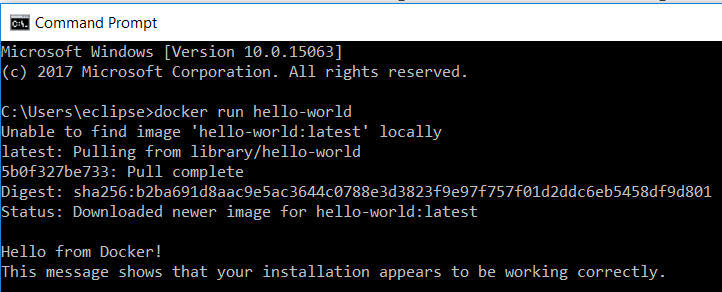 Command Prompt
Microsoft Windows [Version 10.0.15063]
(c) 2017 Microsoft Corporation. All rights reserved.
C:\Users\eclipse>docker run hello-world
Unable to find image 'hello-world:latest' locally
latest: Pulling from library/hello-world
5b0f327be733: Pull complete
Digest: sha256:b2ba691d8aac9e5ac3644c0788e3d3823f9e97f757f01d2ddc6eb5458df9d801
Status: Downloaded newer image for hello-world:latest
Hello from Docker!
This message shows that your installation appears to be working correctly.